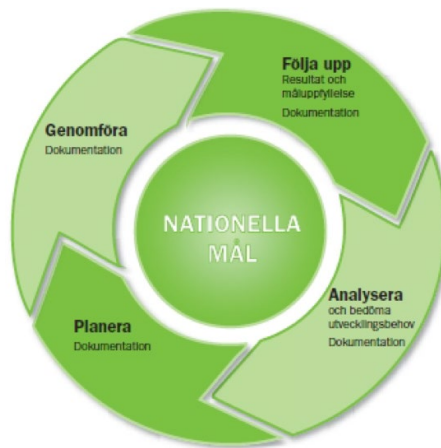 Följa upp
Resultat och
måluppfyllelse
Dokumentation
Genomföra
Dokumentation
NATIONELLA
MÅL
Analysera
och bedöma
utvecklingsbehov
Dokumentation
Planera
Dokumentation